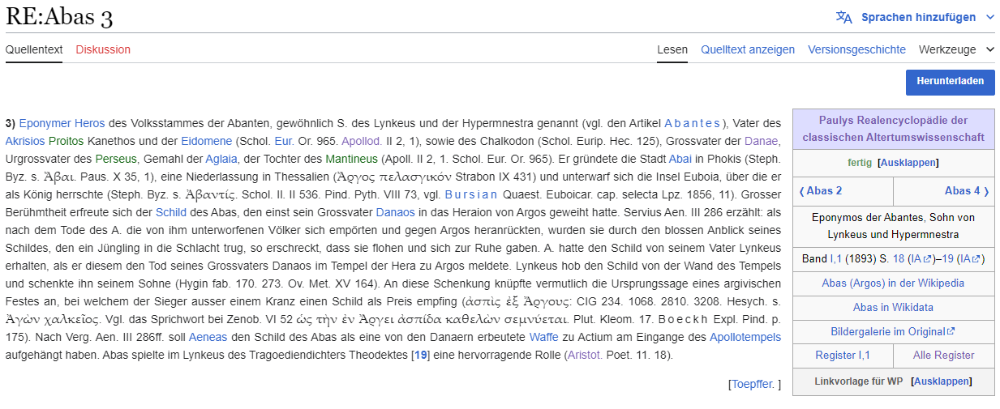 RE:Abas 3
Sprachen hinzufügen
Quellentext Diskussion
Lesen Quelltext anzeigen Versionsgeschichte Werkzeuge
Herunterladen
3) Eponymer Heros des Volksstammes der Abanten, gewöhnlich S. des Lynkeus und der Hypermnestra genannt (vgl. den Artikel Abantes), Vater des
Akrisios Proitos Kanethos und der Eidomene (Schol. Eur. Or. 965. Apollod. II 2, 1), sowie des Chalkodon (Schol. Eurip. Hec. 125), Grossvater der Danae,
Urgrossvater des Perseus, Gemahl der Aglaia, der Tochter des Mantineus (Apoll. II 2, 1. Schol. Eur. Or. 965). Er gründete die Stadt Abai in Phokis (Steph.
Byz. s. Ἄβαι. Paus. X 35, 1), eine Niederlassung in Thessalien (Ἄργος πελασγικόν Strabon IX 431) und unterwarf sich die Insel Euboia, über die er
als König herrschte (Steph. Byz. s. Ἀβαντίς. Schol. Il. II 536. Pind. Pyth. VIII 73, vgl. Bursian Quaest. Euboicar. cap. selecta Lpz. 1856, 11). Grosser
Berühmtheit erfreute sich der Schild des Abas, den einst sein Grossvater Danaos in das Heraion von Argos geweiht hatte. Servius Aen. III 286 erzählt: als
nach dem Tode des A. die von ihm unterworfenen Völker sich empörten und gegen Argos heranrückten, wurden sie durch den blossen Anblick seines
Schildes, den ein Jüngling in die Schlacht trug, so erschreckt, dass sie flohen und sich zur Ruhe gaben. A. hatte den Schild von seinem Vater Lynkeus
erhalten, als er diesem den Tod seines Grossvaters Danaos im Tempel der Hera zu Argos meldete. Lynkeus hob den Schild von der Wand des Tempels
und schenkte ihn seinem Sohne (Hygin fab. 170. 273. Ov. Met. XV 164). An diese Schenkung knüpfte vermutlich die Ursprungssage eines argivischen
Festes an, bei welchem der Sieger ausser einem Kranz einen Schild als Preis empfing (ἀσπὶς ἐξ Ἄργους: CIG 234. 1068. 2810. 3208. Hesych. s.
Ἀγὼν χαλκεῖος. Vgl. das Sprichwort bei Zenob. VI 52 ὡς τὴν ἐν Ἄργει ἀσπίδα καθελὼν σεμνύεται. Plut. Kleom. 17. Boeckh Expl. Pind. p.
175). Nach Verg. Aen. III 286ff. soll Aeneas den Schild des Abas als eine von den Danaern erbeutete Waffe zu Actium am Eingange des Apollotempels
aufgehängt haben. Abas spielte im Lynkeus des Tragoediendichters Theodektes [19] eine hervorragende Rolle (Aristot. Poet. 11. 18).
[Toepffer. ]
Paulys Realencyclopädie der
classischen Altertumswissenschaft
fertig [Ausklappen]
❬ Abas 2 Abas 4 ❭
Eponymos der Abantes, Sohn von
Lynkeus und Hypermnestra
Band I,1 (1893) S. 18 (IA)–19 (IA)
Abas (Argos) in der Wikipedia
Abas in Wikidata
Bildergalerie im Original
Register I,1 Alle Register
Linkvorlage für WP [Ausklappen]